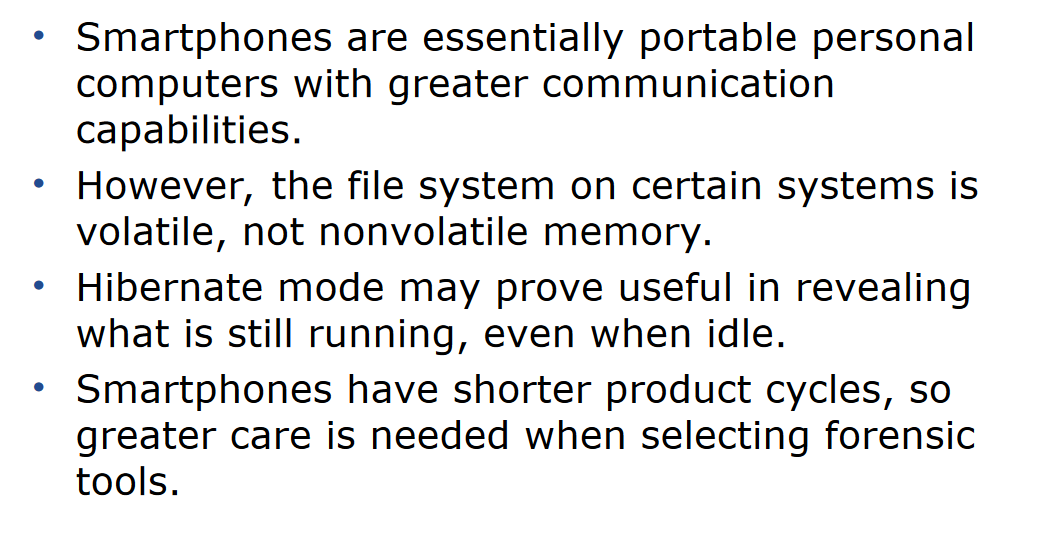 • Smartphones are essentially portable personal
computers with greater communication
capabilities.
• However, the file system on certain systems is
volatile, not nonvolatile memory.
• Hibernate mode may prove useful in revealing
what is still running, even when idle.
• Smartphones have shorter product cycles, so
greater care is needed when selecting forensic
tools.